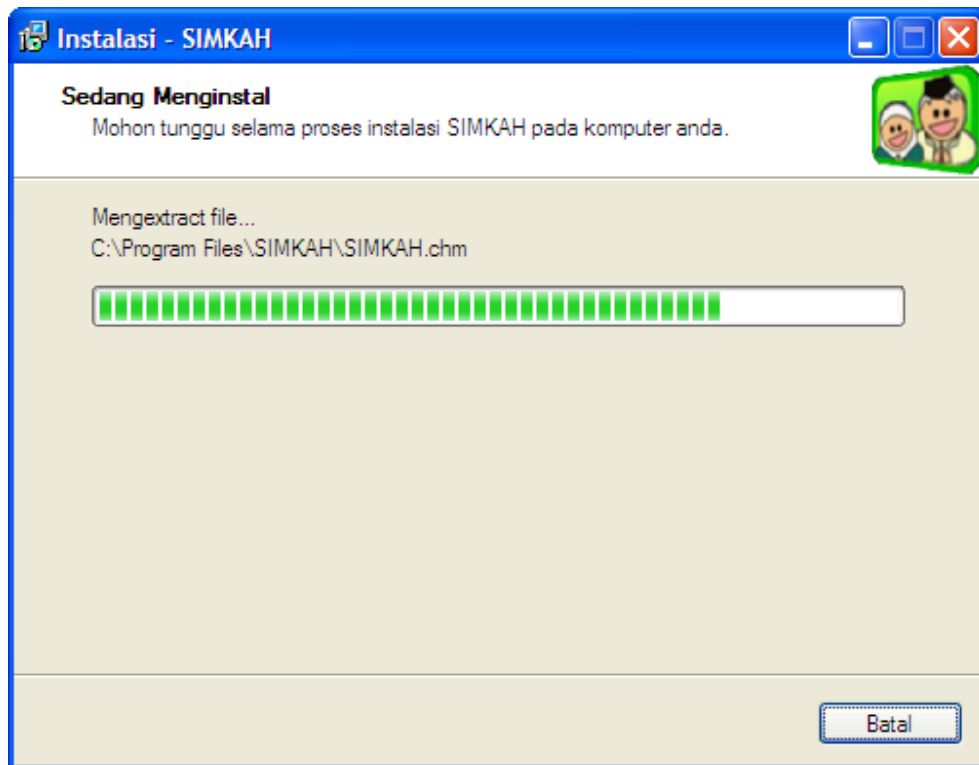 Instalasi - SIMKAH
Sedang Menginstal
Mohon tunggu selama proses instalasi SIMKAH pada komputer anda.
Mengextract file...
C:\Program Files\SIMKAH\SIMKAH.chm
Batal